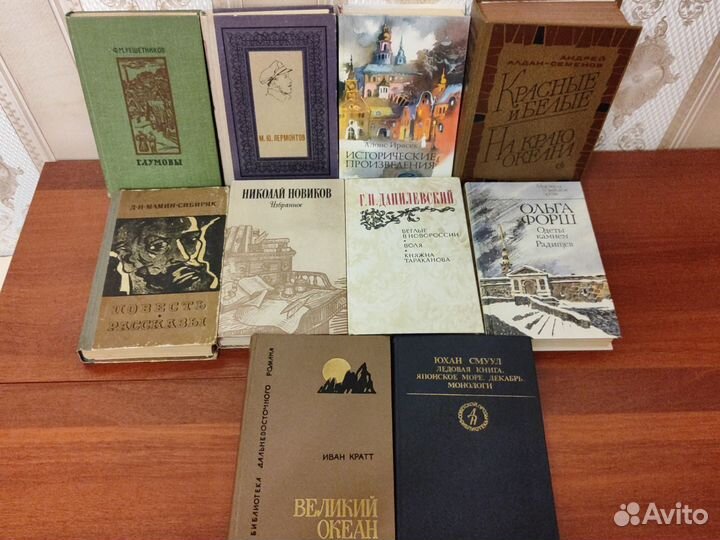 Ф.М.РЕШЕТНИКОВ
ГЛУМОВЫ
М. Ю. ЛЕРМОНТОВ
Алоис Ирасек
ИСТОРИЧЕСКИЕ
ПРОИЗВЕДЕНИЯ
АНДРЕЙ
АЛДАН-СЕМЕНОВ
КРАСНЫЕ
И БЕЛЫЕ
НА КРАЮ
ОКЕАНА
Д·Н·МАМИН-СИБИРЯК
ПОВЕСТЬ
РАССКАЗЫ
НИКОЛАЙ НОВИКОВ
Избранное
Г.П.ДАНИЛЕВСКИЙ
БЕГЛЫЕ
В НОВОРОССИИ
ВОЛЯ
КНЯЖНА
ТАРАКАНОВА
ОЛЬГА
ФОРШ
Одеты
камнем
Радищев
БИБЛИОТЕКА ДАЛЬНЕВОСТОЧНОГО РОМАНА
ИВАН КРАТТ
ВЕЛИКИЙ
ОКЕАН
ЮХАН СМУУЛ
ЛЕДОВАЯ КНИГА.
ЯПОНСКОЕ МОРЕ, ДЕКАБРЬ.
МОНОЛОГИ
Avito